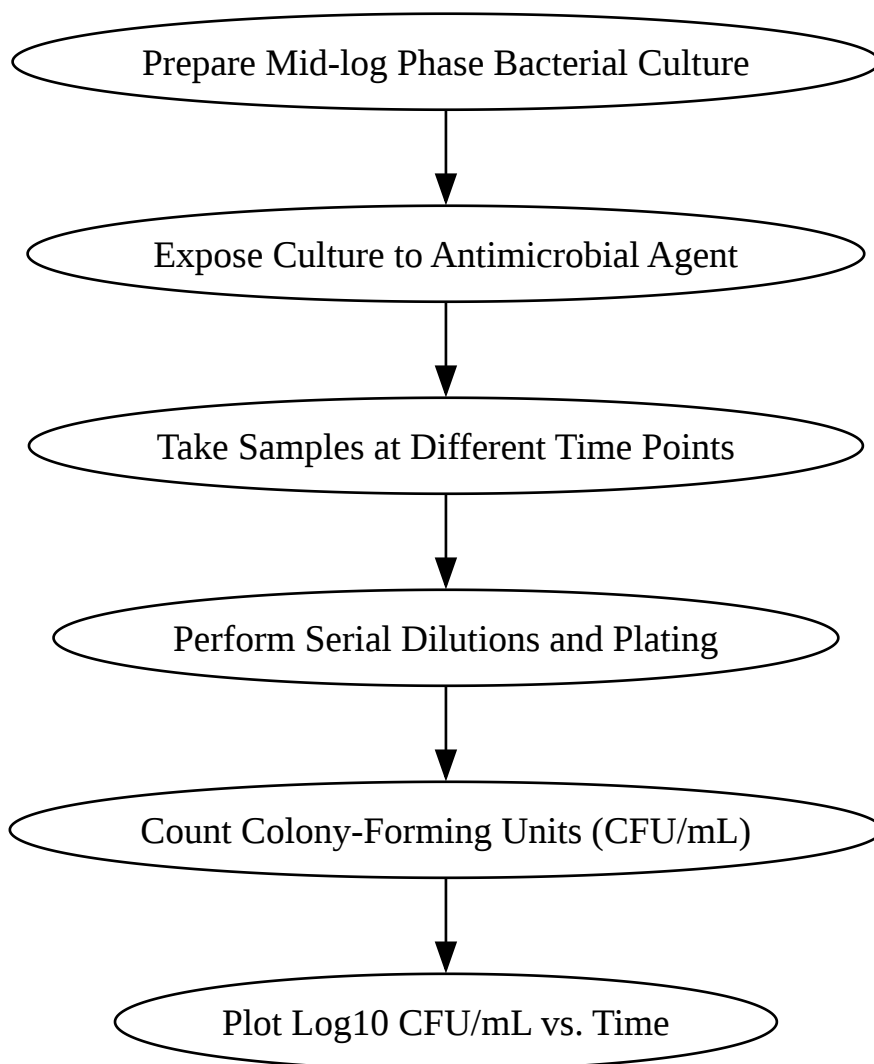 Prepare Mid-log Phase Bacterial Culture
Expose Culture to Antimicrobial Agent
Take Samples at Different Time Points
Perform Serial Dilutions and Plating
Count Colony-Forming Units (CFU/mL)
Plot Log10 CFU/mL vs. Time